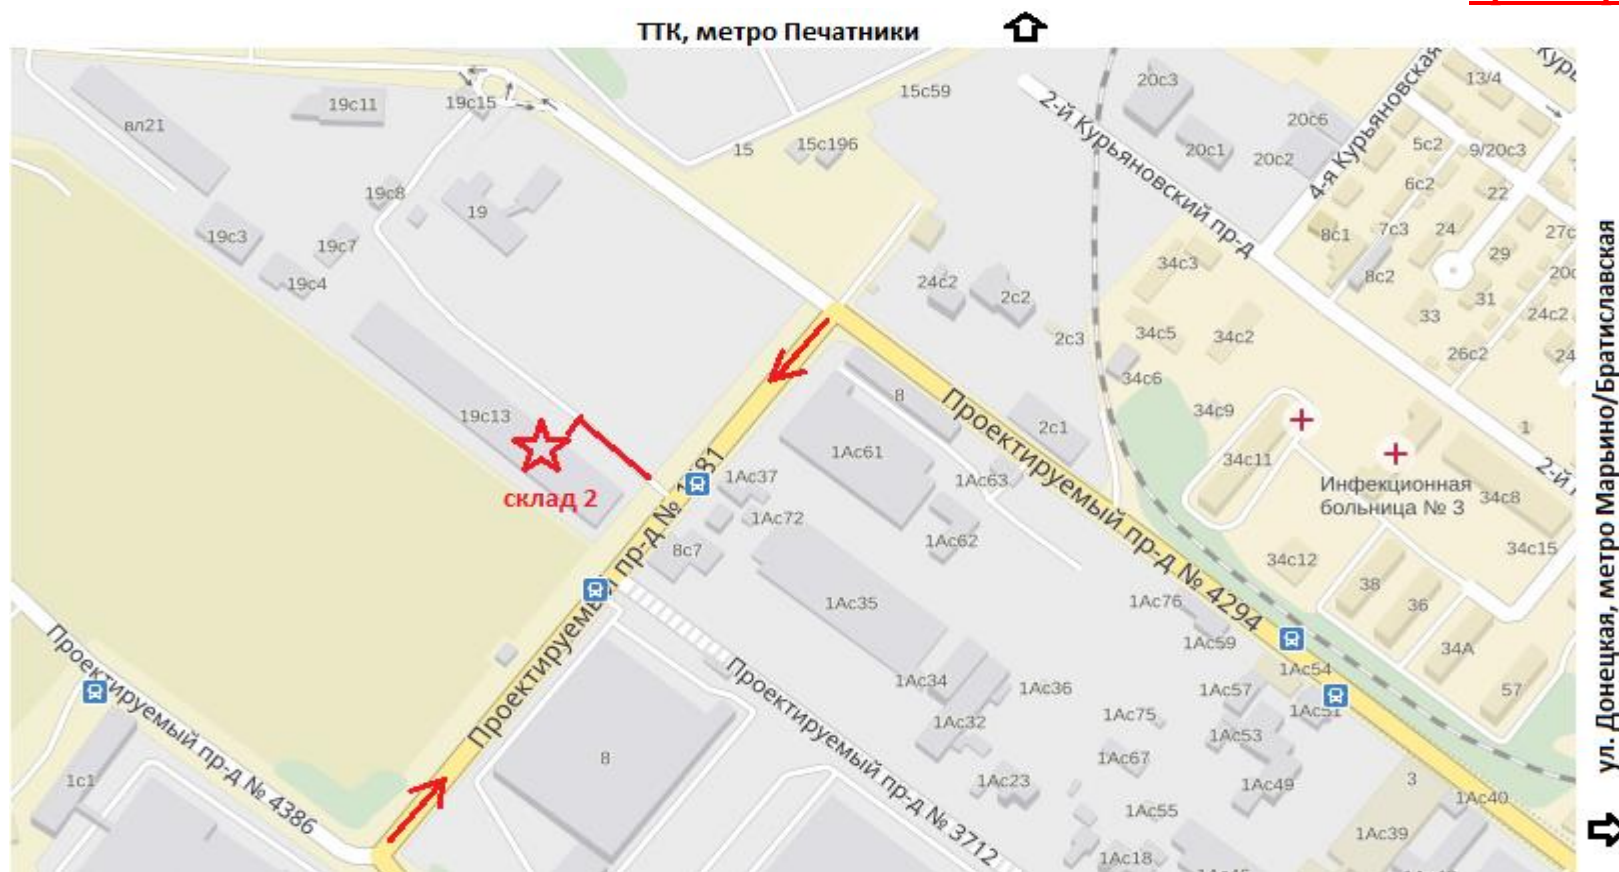 ТТК, метро Печатники
вл21
19с11
19с15
15с59
15
15с196
19с8
19
19с3
19с7
19с4
20с3
20с1
20с6
20с2
2-й Курьяновский пр-д
4-я Курьяновская
13/4
5с2
9/20с3
6с2
22
8с1
7с3
24
29
8с2
31
33
24с2
26с2
24
34с3
34с5
34с2
34с6
34с9
34с11
24с2
2с2
2с3
2с1
8
1
19с13
склад 2
1Ас61
1Ас63
1Ас37
1Ас72
1Ас62
8с7
1Ас35
Инфекционная
больница № 3
34с8
34с15
34с12
38
36
34А
57
Проектируемый пр-д № 4294
1Ас76
1Ас59
1Ас54
1Ас57
1Ас51
1Ас53
1Ас75
1Ас67
1Ас49
1Ас55
1Ас34
1Ас36
1Ас32
1Ас23
1Ас18
3
1Ас40
1Ас39
Проектируемый пр-д №
Проектируемый пр-д № 4386
Проектируемый пр-д № 3712
1с1
8
ул. Донецкая, метро Марьино/Братиславская